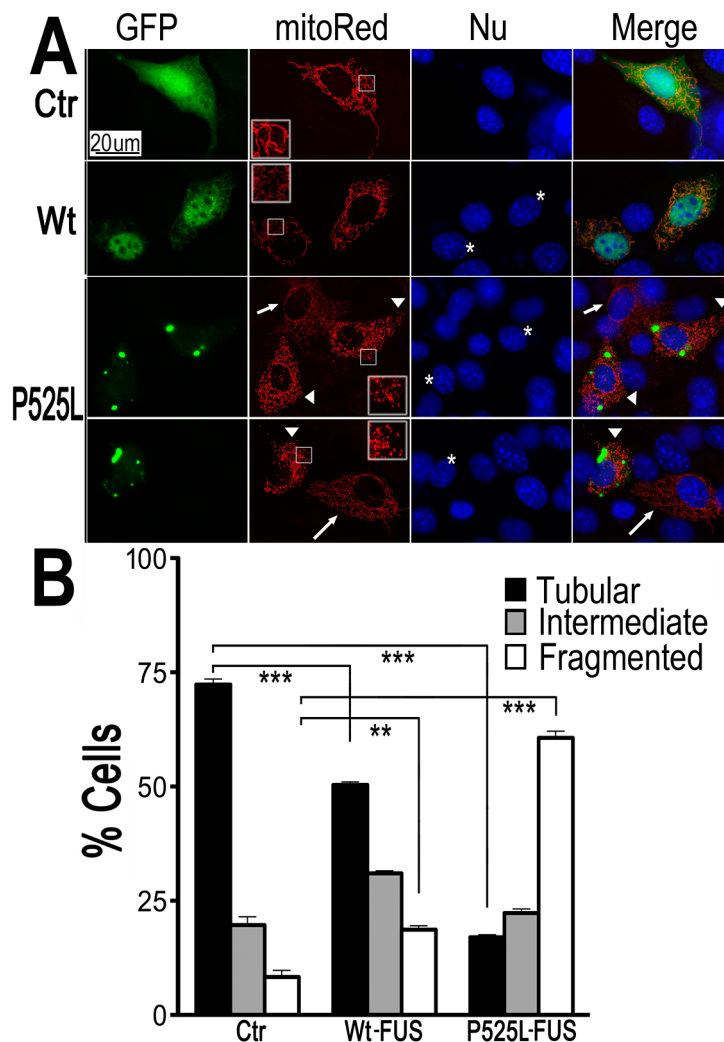 A
GFP mitoRed Nu Merge
Ctr
20um
Wt
*
*
P525L
*
*
*
B
100
75
50
25
0
% Cells
Tubular
Intermediate
Fragmented
***
***
***
**
Ctr Wt-FUS P525L-FUS